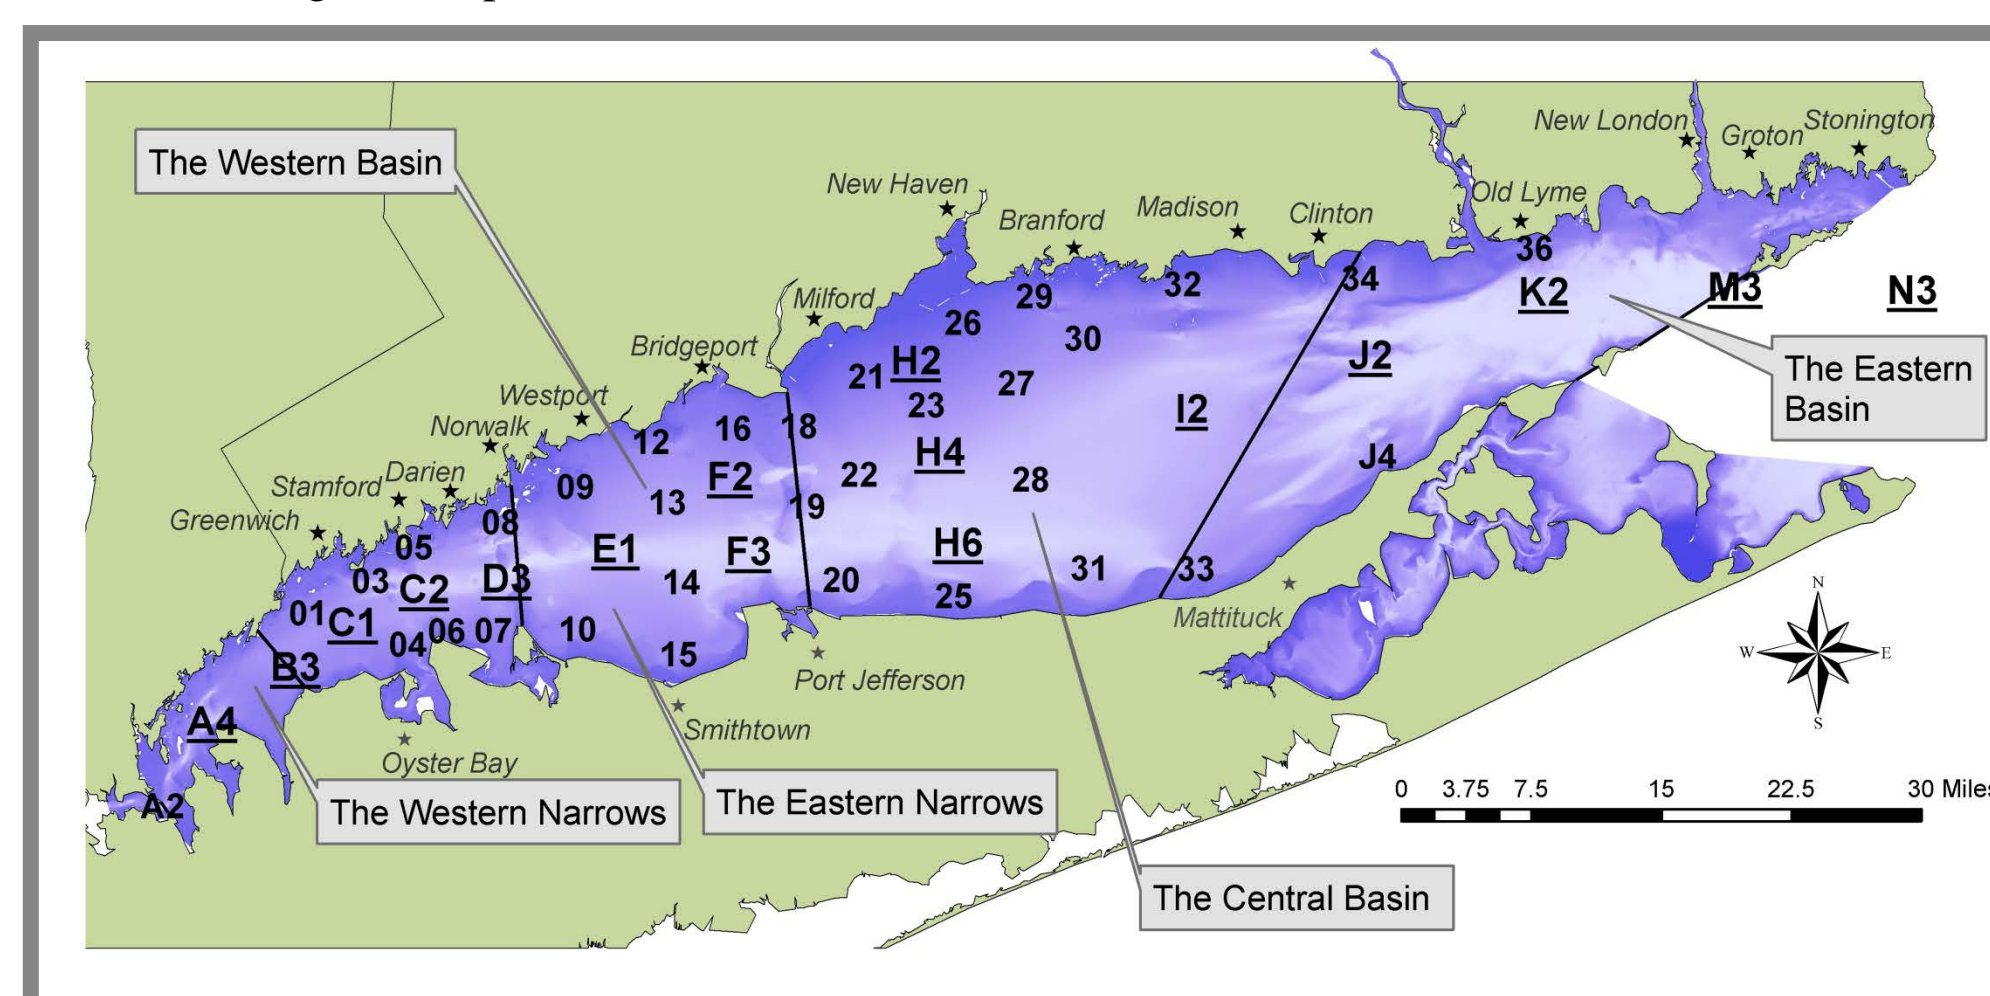 New London
Groton
Stonington
The Western Basin
New Haven
Old Lyme
Branford
Madison
Clinton
36
29
32
34
K2
M3
N3
Milford
26
30
Bridgeport
H2
21
27
23
J2
The Eastern
Basin
Westport
Norwalk
12
16
18
I2
H4
J4
Darien
Stamford
Greenwich
09
13
F2
22
28
19
08
05
E1
F3
H6
03
C2
D3
14
20
31
33
25
01
C1
04
06
07
10
15
Mattituck
B3
Port Jefferson
A4
Smithtown
Oyster Bay
A2
N
W
E
S
The Western Narrows
The Eastern Narrows
0 3.75 7.5 15 22.5 30 Miles
The Central Basin